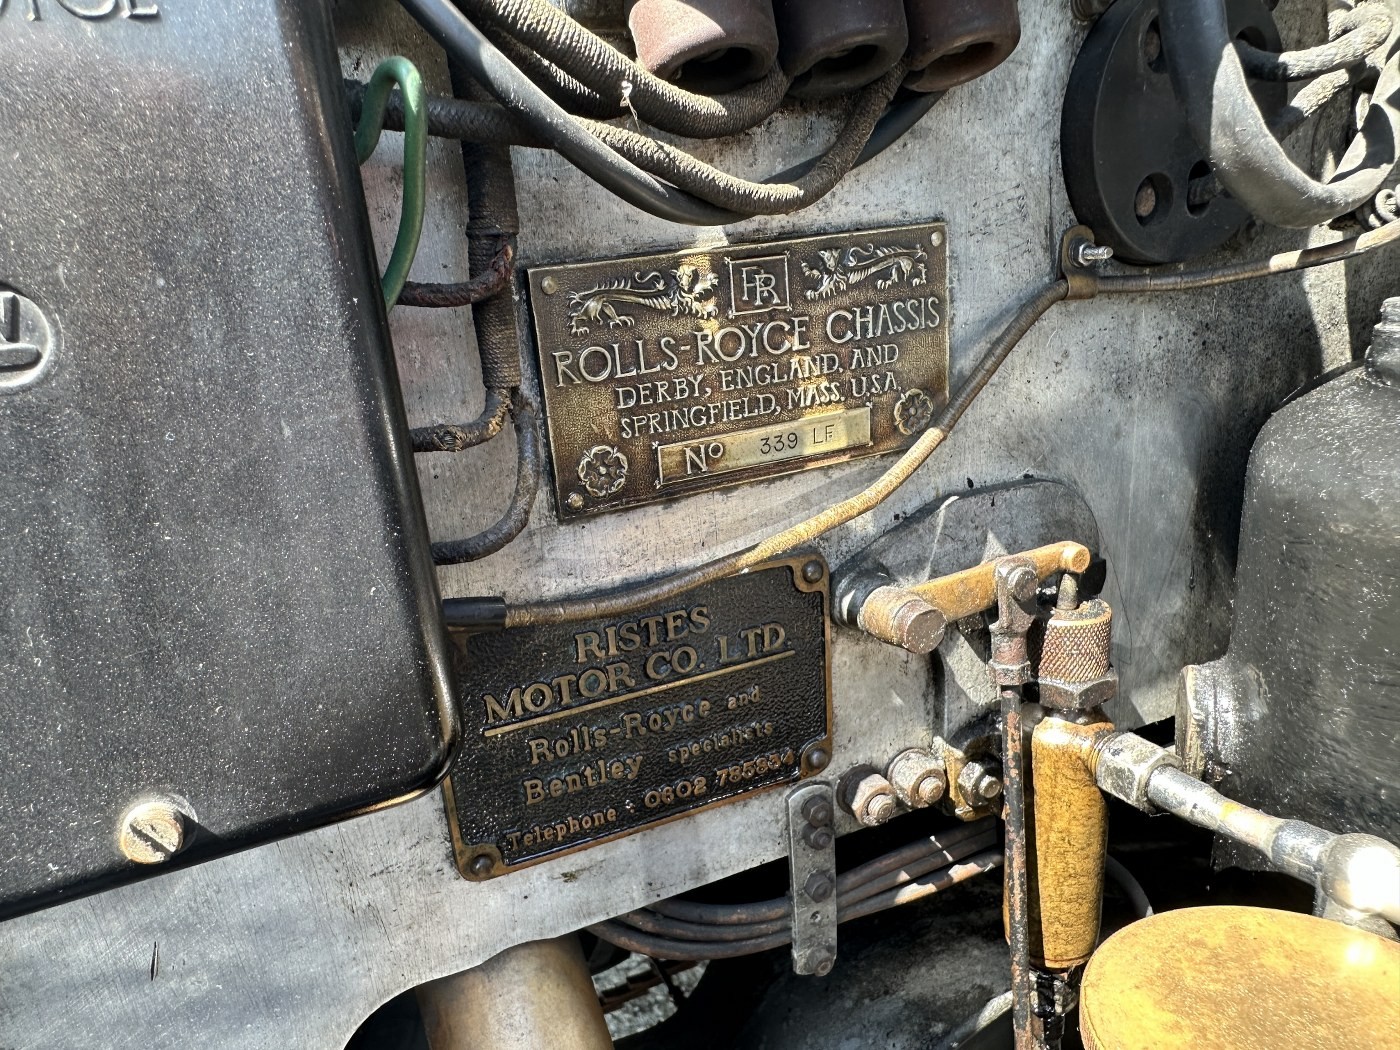 RR
ROLLS-ROYCE CHASSIS
DERBY, ENGLAND, AND
SPRINGFIELD, MASS. U.S.A.
No 339 LF
RISTES
MOTOR CO. LTD.
Rolls-Royce and
Bentley specialists
Telephone : 0602 785834